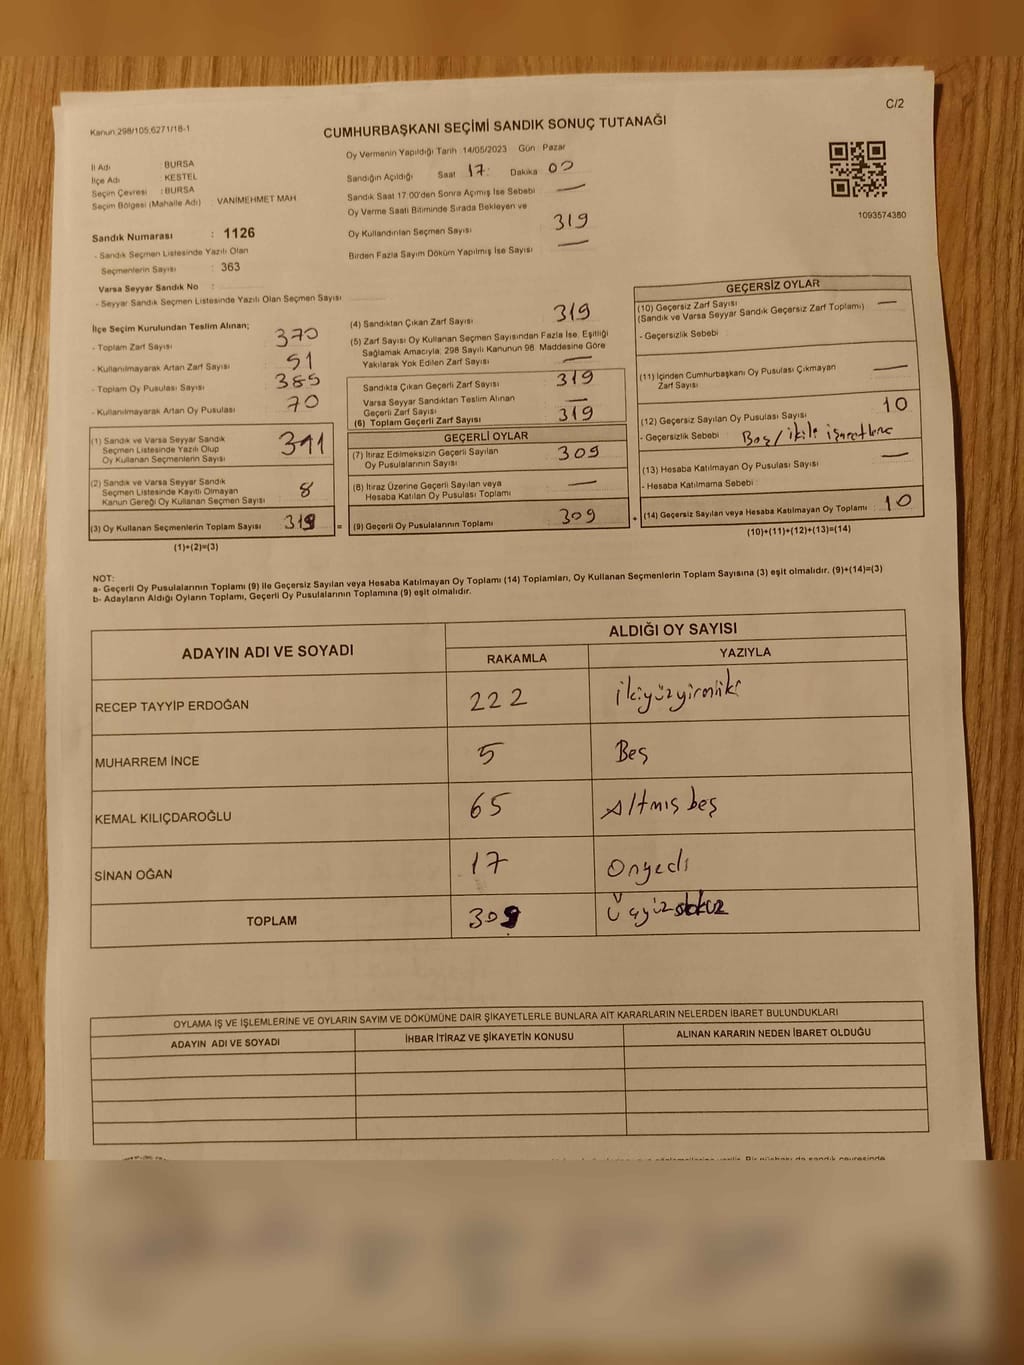 C/2
Kanun 298/105;6271/18-1
CUMHURBAŞKANI SEÇİMİ SANDIK SONUÇ TUTANAĞI
İl Adı : BURSA
İlçe Adı : KESTEL
Seçim Çevresi : BURSA
Seçim Bölgesi (Mahalle Adı) : VANİMEHMET MAH
Sandık Numarası : 1126
- Sandık Seçmen Listesinde Yazılı Olan
Seçmenlerin Sayısı : 363
Varsa Seyyar Sandık No :
- Seyyar Sandık Seçmen Listesinde Yazılı Olan Seçmen Sayısı
Oy Vermenin Yapıldığı Tarih 14/05/2023 Gün Pazar
Sandığın Açıldığı Saat 17: Dakika 00
Sandık Saat 17.00'den Sonra Açılmış İse Sebebi —
Oy Verme Saati Bitiminde Sırada Bekleyen ve
Oy Kullandırılan Seçmen Sayısı 319
Birden Fazla Sayım Döküm Yapılmış İse Sayısı —
1093574380
İlçe Seçim Kurulundan Teslim Alınan;
- Toplam Zarf Sayısı 370
- Kullanılmayarak Artan Zarf Sayısı 51
- Toplam Oy Pusulası Sayısı 385
- Kullanılmayarak Artan Oy Pusulası 70
(1) Sandık ve Varsa Seyyar Sandık
Seçmen Listesinde Yazılı Olup
Oy Kullanan Seçmenlerin Sayısı
(2) Sandık ve Varsa Seyyar Sandık
Seçmen Listesinde Kayıtlı Olmayan
Kanun Gereği Oy Kullanan Seçmen Sayısı 8
(3) Oy Kullanan Seçmenlerin Toplam Sayısı 319 =
(1)+(2)=(3)
(4) Sandıktan Çıkan Zarf Sayısı 319
(5) Zarf Sayısı Oy Kullanan Seçmen Sayısından Fazla İse, Eşitliği
Sağlamak Amacıyla, 298 Sayılı Kanunun 98. Maddesine Göre
Yakılarak Yok Edilen Zarf Sayısı —
Sandıkta Çıkan Geçerli Zarf Sayısı 319
Varsa Seyyar Sandıktan Teslim Alınan
Geçerli Zarf Sayısı —
(6) Toplam Geçerli Zarf Sayısı 319
GEÇERLİ OYLAR
(7) İtiraz Edilmeksizin Geçerli Sayılan
Oy Pusulalarının Sayısı 309
(8) İtiraz Üzerine Geçerli Sayılan veya
Hesaba Katılan Oy Pusulası Toplamı —
(9) Geçerli Oy Pusulalarının Toplamı 309 +
GEÇERSİZ OYLAR
(10) Geçersiz Zarf Sayısı —
(Sandık ve Varsa Seyyar Sandık Geçersiz Zarf Toplamı)
- Geçersizlik Sebebi
(11) İçinden Cumhurbaşkanı Oy Pusulası Çıkmayan
Zarf Sayısı —
(12) Geçersiz Sayılan Oy Pusulası Sayısı 10
- Geçersizlik Sebebi Boş/ikili işaretleme
(13) Hesaba Katılmayan Oy Pusulası Sayısı —
- Hesaba Katılmama Sebebi
(14) Geçersiz Sayılan veya Hesaba Katılmayan Oy Toplamı 10
(10)+(11)+(12)+(13)=(14)
NOT:
a- Geçerli Oy Pusulalarının Toplamı (9) ile Geçersiz Sayılan veya Hesaba Katılmayan Oy Toplamı (14) Toplamları, Oy Kullanan Seçmenlerin Toplam Sayısına (3) eşit olmalıdır. (9)+(14)=(3)
b- Adayların Aldığı Oyların Toplamı, Geçerli Oy Pusulalarının Toplamına (9) eşit olmalıdır.
ADAYIN ADI VE SOYADI
ALDIĞI OY SAYISI
RAKAMLA YAZIYLA
RECEP TAYYİP ERDOĞAN 222 ikiyüzyirmiiki
MUHARREM İNCE 5 Beş
KEMAL KILIÇDAROĞLU 65 Altmış beş
SİNAN OĞAN 17 Onyedi
TOPLAM 309 Üçyüzdokuz
OYLAMA İŞ VE İŞLEMLERİNE VE OYLARIN SAYIM VE DÖKÜMÜNE DAİR ŞİKAYETLERLE BUNLARA AİT KARARLARIN NELERDEN İBARET BULUNDUKLARI
ADAYIN ADI VE SOYADI İHBAR İTİRAZ VE ŞİKAYETİN KONUSU ALINAN KARARIN NEDEN İBARET OLDUĞU